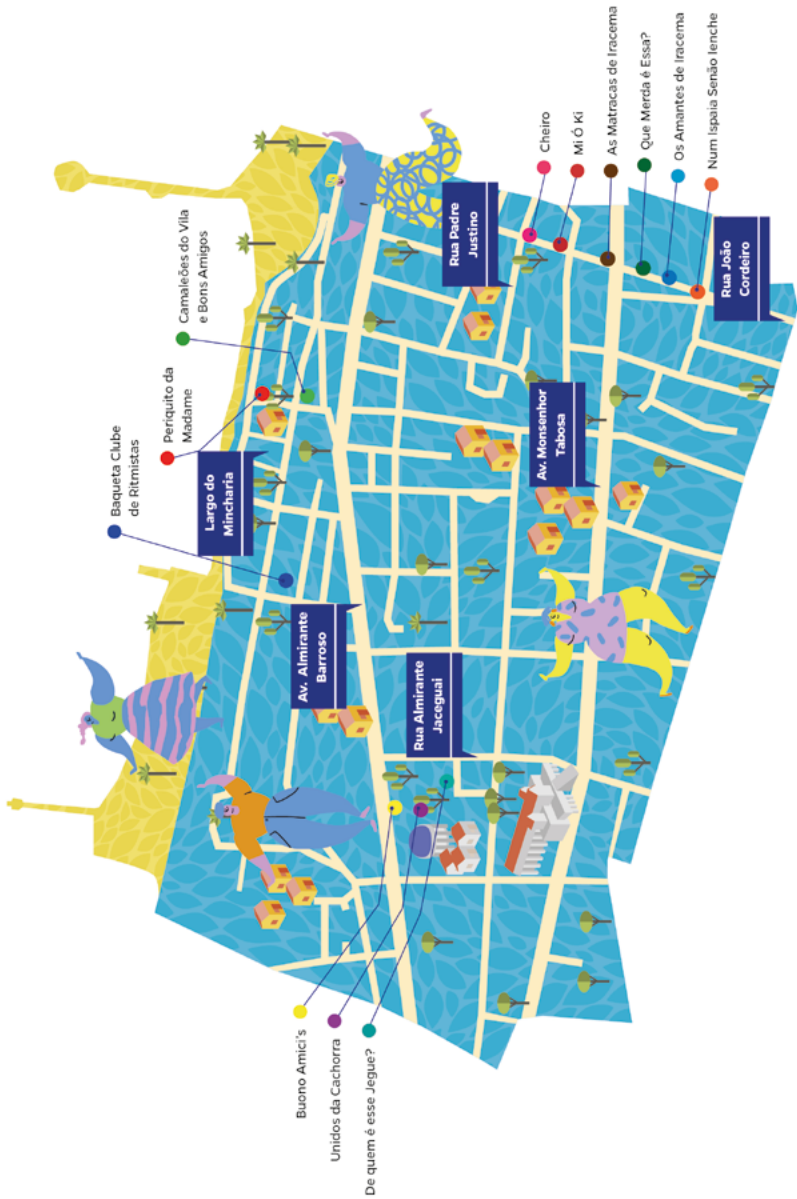 Baqueta Clube
de Ritmistas
Periquito da
Madame
Camaleões do Vila
e Bons Amigos
Largo do
Mincharia
Av. Almirante
Barroso
Rua Almirante
Jaceguai
Rua Padre
Justino
Av. Monsenhor
Tabosa
Rua João
Cordeiro
Buono Amici's
Unidos da Cachorra
De quem é esse Jegue?
Cheiro
Mi Ó Ki
As Matracas de Iracema
Que Merda é Essa?
Os Amantes de Iracema
Num Ispaia Senão Ienche